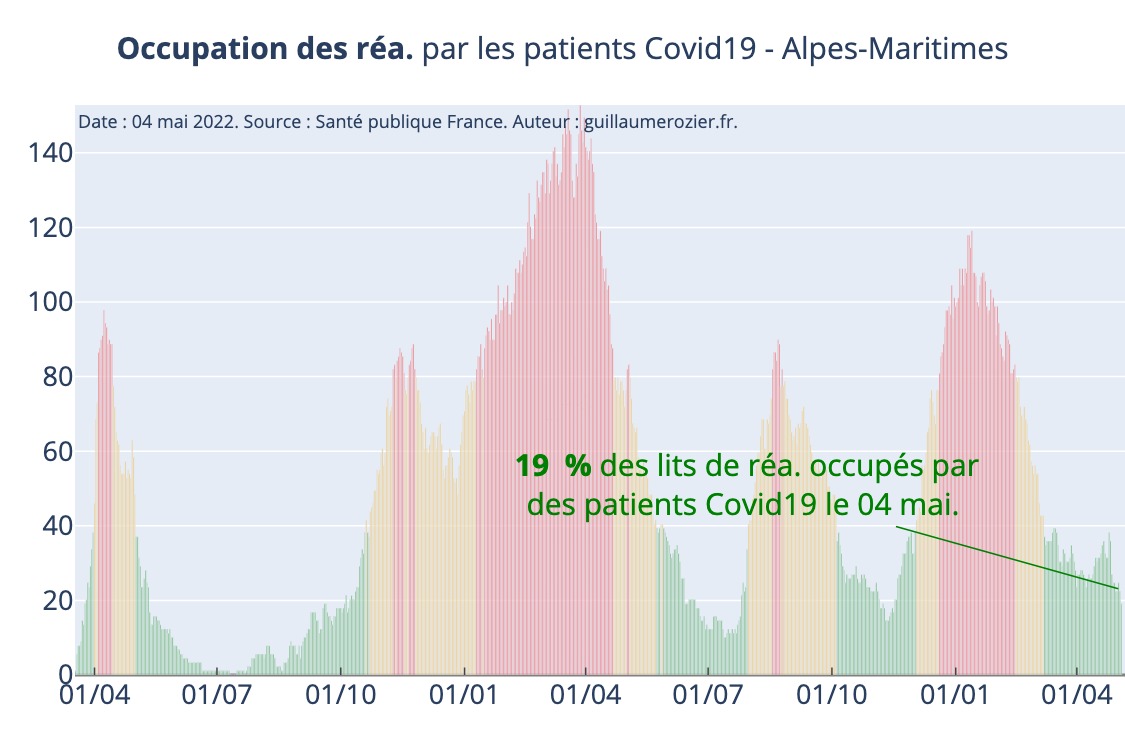 Occupation des réa. par les patients Covid19 - Alpes-Maritimes
Date : 04 mai 2022. Source : Santé publique France. Auteur : guillaumerozier.fr.
140
120
100
80
60
19 % des lits de réa. occupés par
des patients Covid19 le 04 mai.
40
20
0
01/04 01/07 01/10 01/01 01/04 01/07 01/10 01/01 01/04